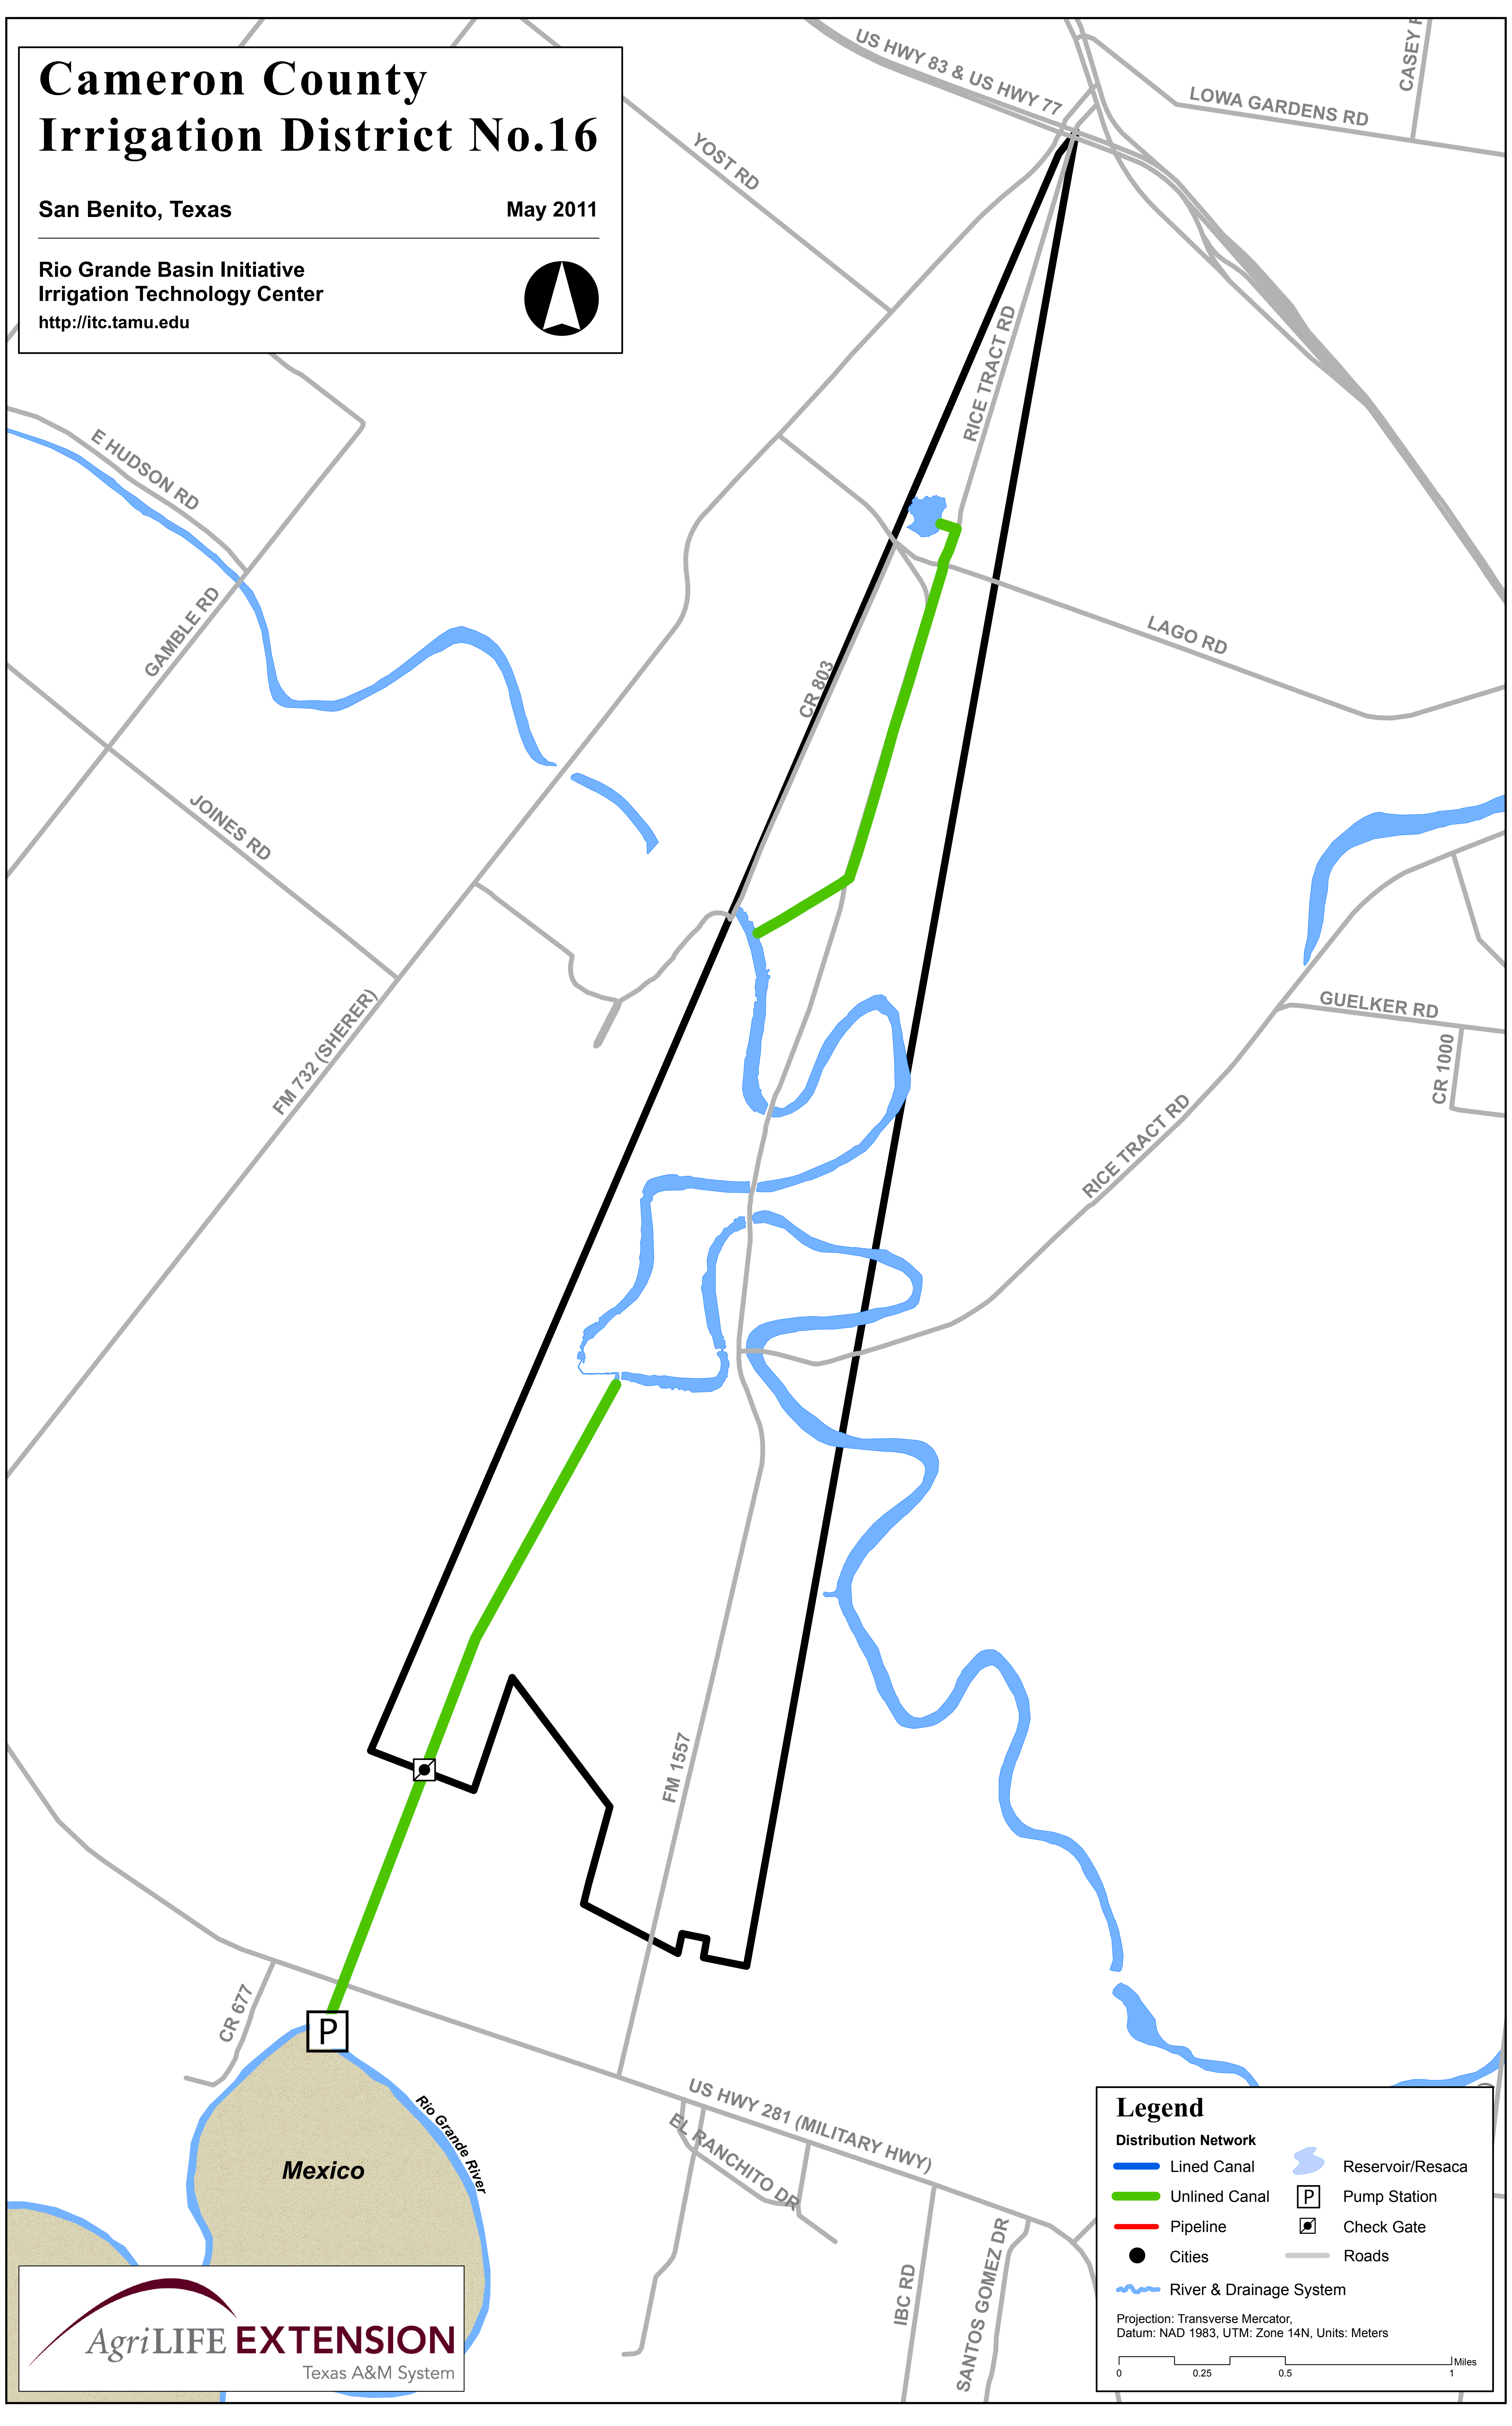 Cameron County
Irrigation District No.16
San Benito, Texas
May 2011
Rio Grande Basin Initiative
Irrigation Technology Center
http://itc.tamu.edu
US HWY 83 & US HWY 77
LOWA GARDENS RD
YOST RD
RICE TRACT RD
E HUDSON RD
GAMBLE RD
LAGO RD
CR 803
JOINES RD
FM 732 (SHERER)
GUELKER RD
CR 1000
RICE TRACT RD
FM 1557
CR 677
P
US HWY 281 (MILITARY HWY)
EL RANCHITO DR
Rio Grande River
Mexico
IBC RD
SANTOS GOMEZ DR
AgriLIFE EXTENSION
Texas A&M System
Legend
Distribution Network
Lined Canal
Reservoir/Resaca
Unlined Canal
P
Pump Station
Pipeline
Check Gate
Cities
Roads
River & Drainage System
Projection: Transverse Mercator,
Datum: NAD 1983, UTM: Zone 14N, Units: Meters
Miles
0 0.25 0.5 1
CASEY